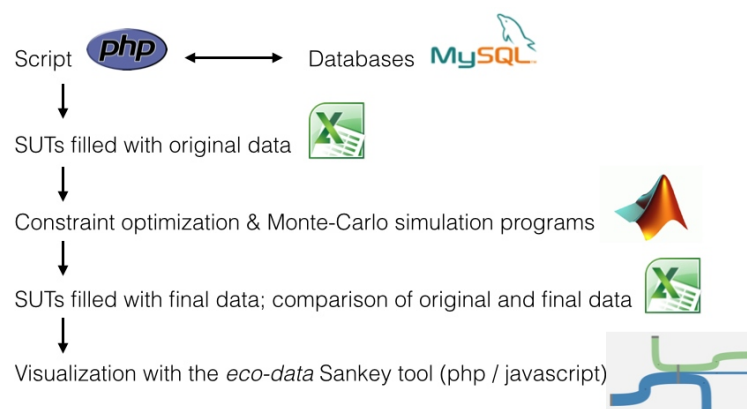 Script php Databases MySQL
SUTs filled with original data
Constraint optimization & Monte-Carlo simulation programs
SUTs filled with final data; comparison of original and final data
Visualization with the eco-data Sankey tool (php / javascript)